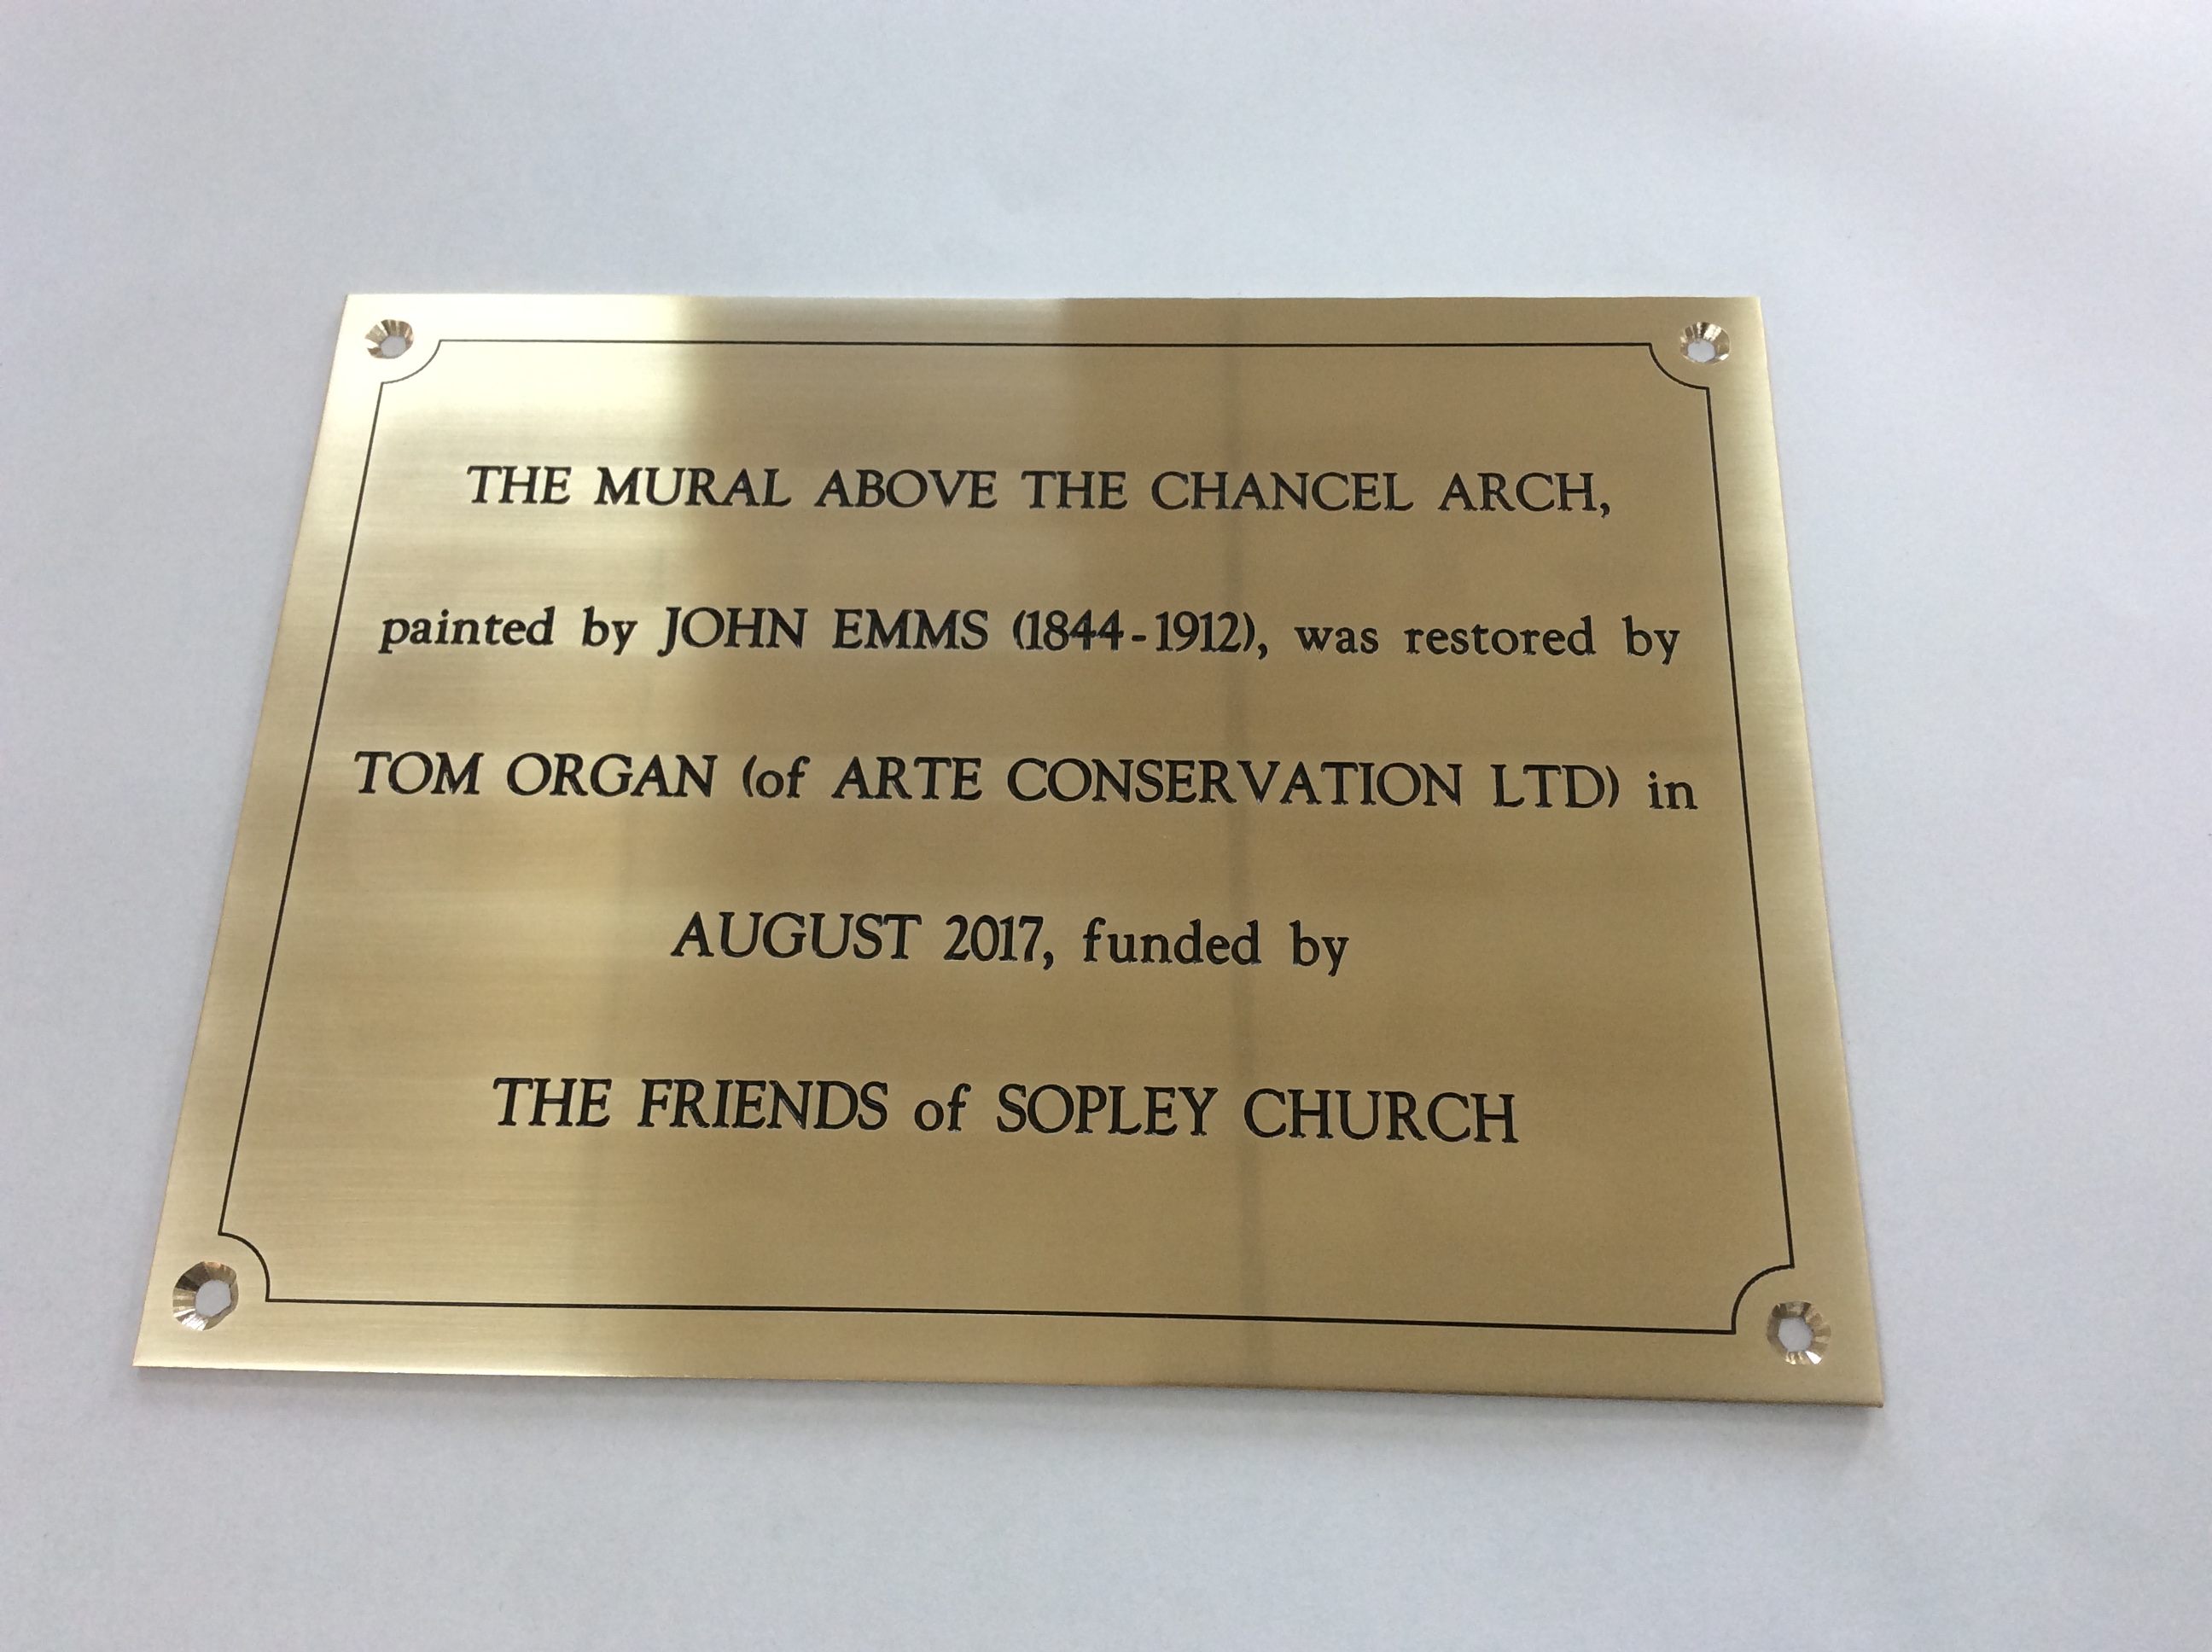 THE MURAL ABOVE THE CHANCEL ARCH,
painted by JOHN EMMS (1844-1912), was restored by
TOM ORGAN (of ARTE CONSERVATION LTD) in
AUGUST 2017, funded by
THE FRIENDS of SOPLEY CHURCH